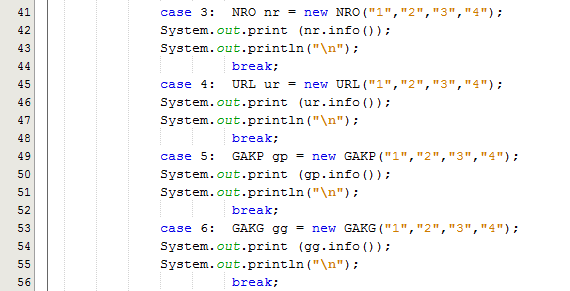 41 case 3: NRO nr = new NRO("1","2","3","4");
42 System.out.print (nr.info());
43 System.out.println("\n");
44 break;
45 case 4: URL ur = new URL("1","2","3","4");
46 System.out.print (ur.info());
47 System.out.println("\n");
48 break;
49 case 5: GAKP gp = new GAKP("1","2","3","4");
50 System.out.print (gp.info());
51 System.out.println("\n");
52 break;
53 case 6: GAKG gg = new GAKG("1","2","3","4");
54 System.out.print (gg.info());
55 System.out.println("\n");
56 break;